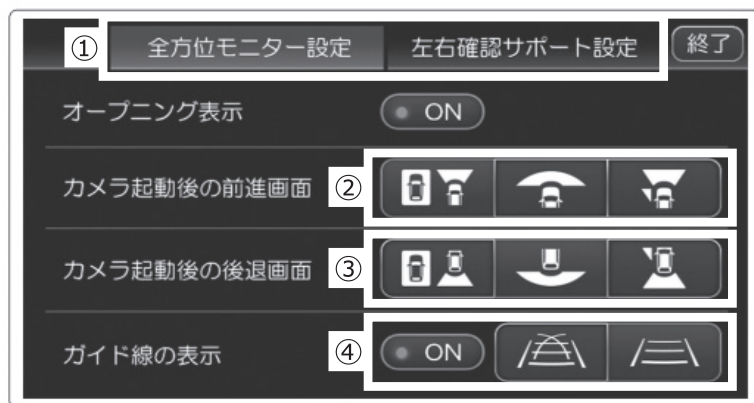 ① 全方位モニター設定 左右確認サポート設定 終了
オープニング表示 ON
カメラ起動後の前進画面 ②
カメラ起動後の後退画面 ③
ガイド線の表示 ④ ON